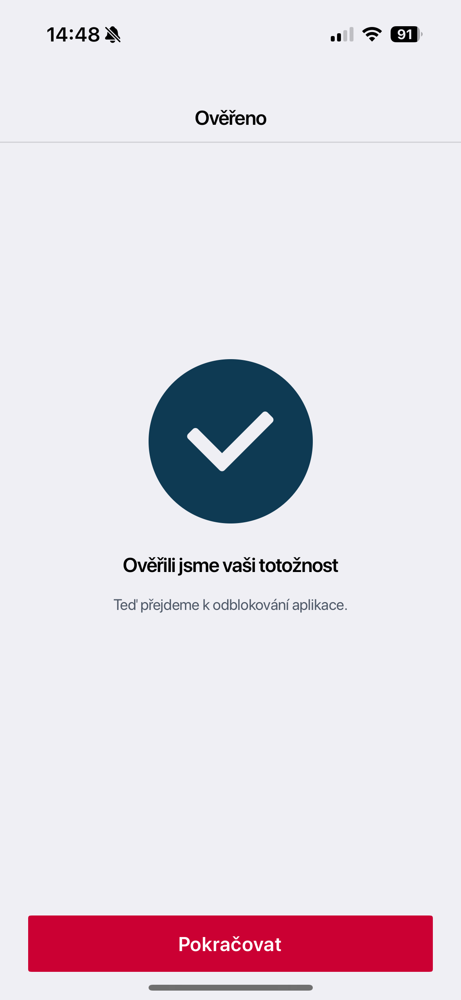 14:48
91
Ověřeno
Ověřili jsme vaši totožnost
Teď přejdeme k odblokování aplikace.
Pokračovat